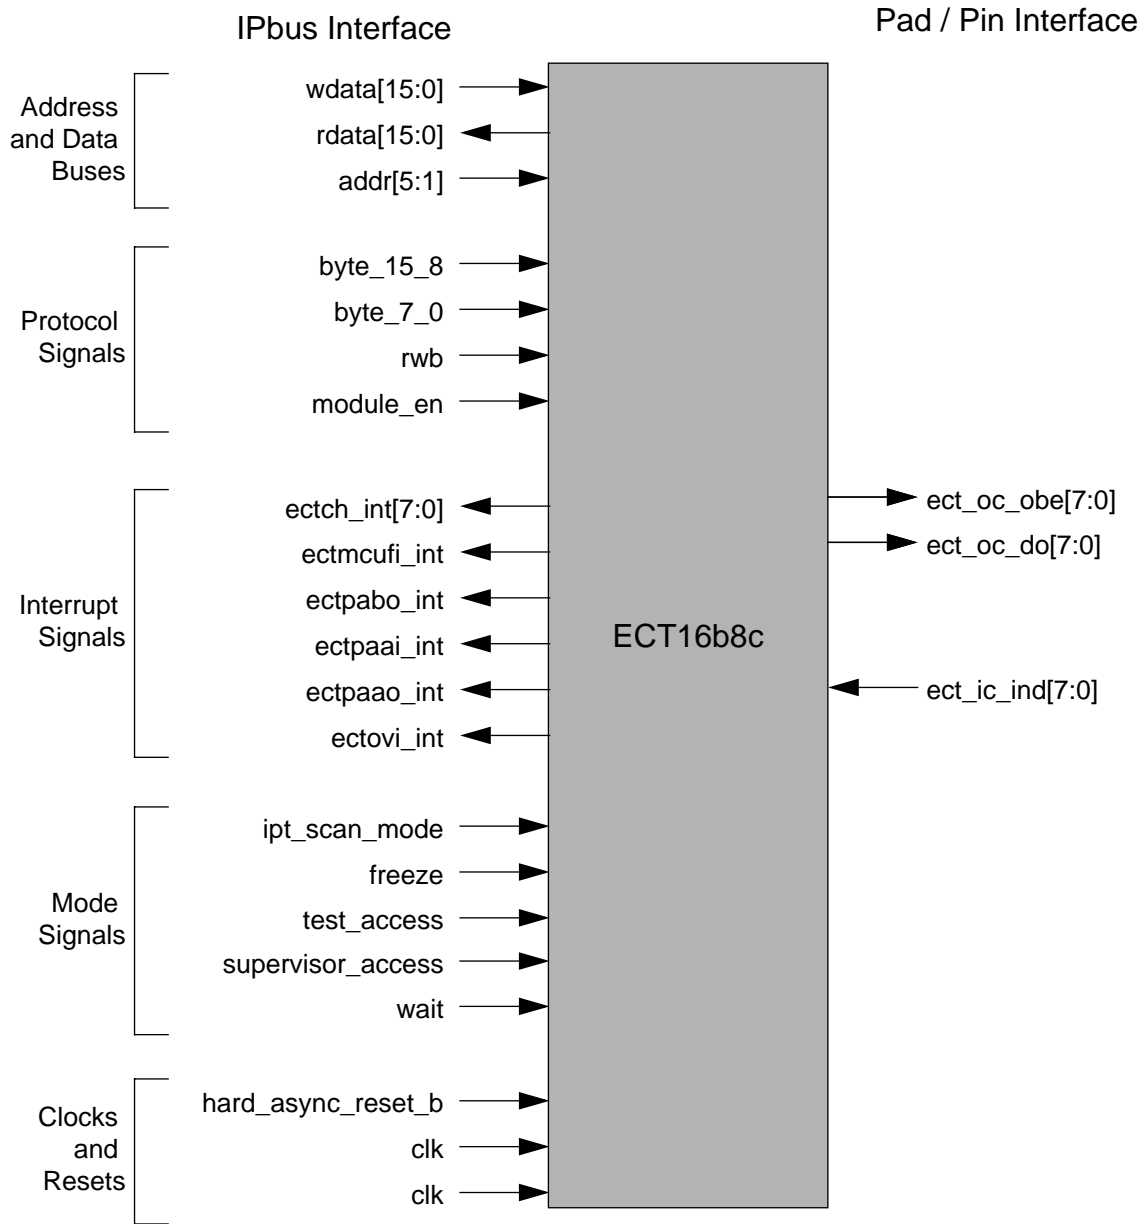 IPbus Interface
Pad / Pin Interface
Address
and Data
Buses
wdata[15:0]
rdata[15:0]
addr[5:1]
Protocol
Signals
byte_15_8
byte_7_0
rwb
module_en
Interrupt
Signals
ectch_int[7:0]
ectmcufi_int
ectpabo_int
ectpaai_int
ectpaao_int
ectovi_int
ECT16b8c
ect_oc_obe[7:0]
ect_oc_do[7:0]
ect_ic_ind[7:0]
Mode
Signals
ipt_scan_mode
freeze
test_access
supervisor_access
wait
Clocks
and
Resets
hard_async_reset_b
clk
clk